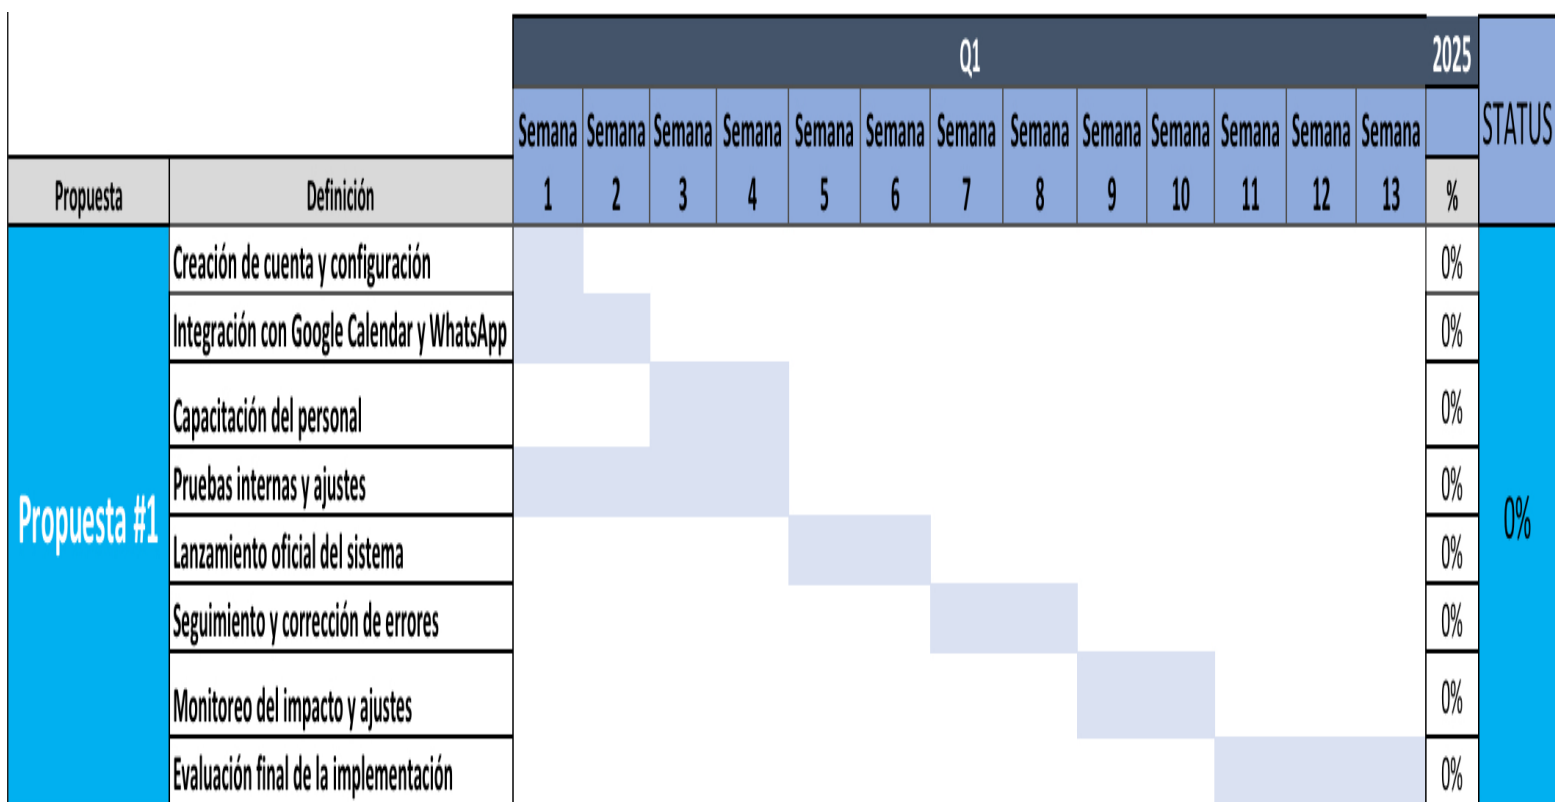 Q1 2025 STATUS
Semana 1 Semana 2 Semana 3 Semana 4 Semana 5 Semana 6 Semana 7 Semana 8 Semana 9 Semana 10 Semana 11 Semana 12 Semana 13
Propuesta Definición %
Propuesta #1
Creación de cuenta y configuración 0%
Integración con Google Calendar y WhatsApp 0%
Capacitación del personal 0%
Pruebas internas y ajustes 0%
Lanzamiento oficial del sistema 0%
Seguimiento y corrección de errores 0%
Monitoreo del impacto y ajustes 0%
Evaluación final de la implementación 0%
0%